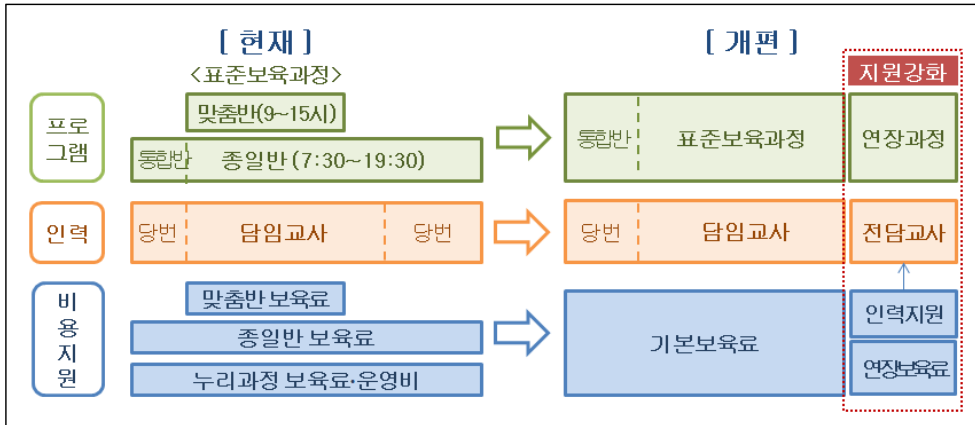 [ 현재 ] [ 개편 ]
<표준보육과정> 지원강화
프로그램
맞춤반(9~15시)
통합반 종일반 (7:30~19:30)
통합반 표준보육과정 연장과정
인력 당번 담임교사 당번 당번 담임교사 전담교사
비용지원
맞춤반 보육료
종일반 보육료
누리과정 보육료·운영비
기본보육료
인력지원
연장보육료